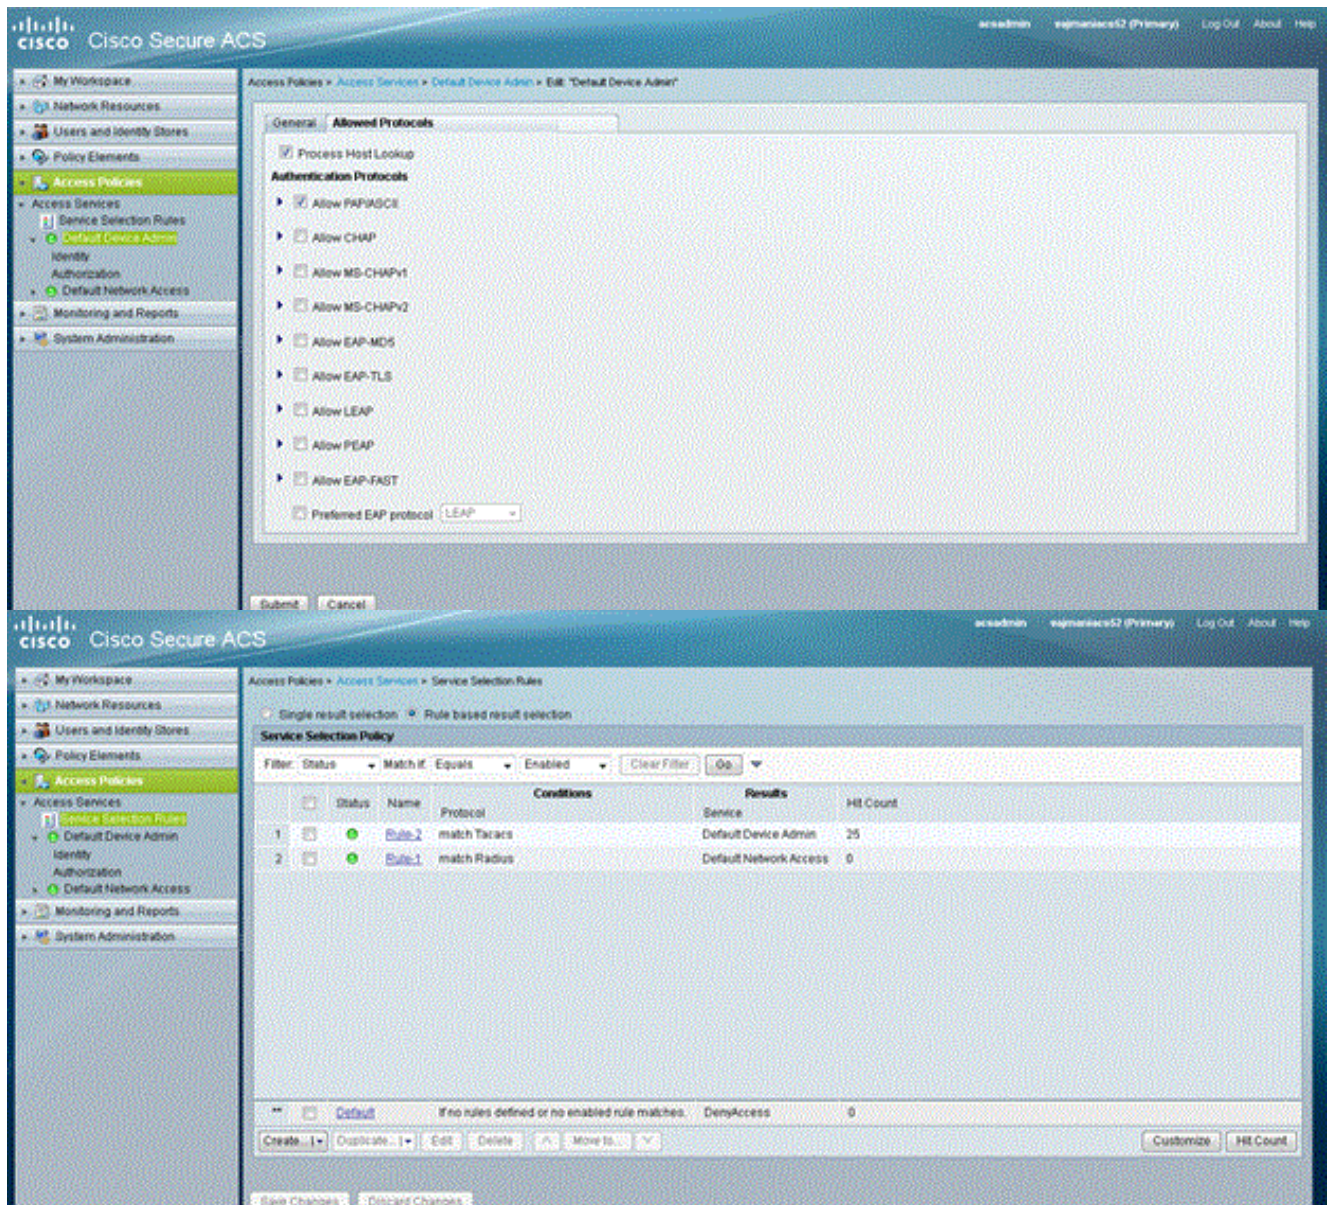 cisco Cisco Secure ACS
acsadmin (Primary) Log Out About Help
My Workspace
Network Resources
Users and Identity Stores
Policy Elements
Access Policies
Access Services
Service Selection Rules
Default Device Admin
Identity
Authorization
Default Network Access
Monitoring and Reports
System Administration
Access Policies > Access Services > Default Device Admin > Edit: "Default Device Admin"
General Allowed Protocols
Process Host Lookup
Authentication Protocols
Allow PAP/ASCII
Allow CHAP
Allow MS-CHAPv1
Allow MS-CHAPv2
Allow EAP-MD5
Allow EAP-TLS
Allow LEAP
Allow PEAP
Allow EAP-FAST
Preferred EAP protocol LEAP
Submit Cancel
cisco Cisco Secure ACS
acsadmin (Primary) Log Out About Help
My Workspace
Network Resources
Users and Identity Stores
Policy Elements
Access Policies
Access Services
Service Selection Rules
Default Device Admin
Identity
Authorization
Default Network Access
Monitoring and Reports
System Administration
Access Policies > Access Services > Service Selection Rules
Single result selection Rule based result selection
Service Selection Policy
Filter: Status Match if: Equals Enabled Clear Filter Go
Conditions Results
Status Name Protocol Service Hit Count
1 Rule-2 match Tacacs Default Device Admin 25
2 Rule-1 match Radius Default Network Access 0
** Default If no rules defined or no enabled rule matches. DenyAccess 0
Create... Duplicate... Edit Delete Move to... Customize Hit Count
Save Changes Discard Changes